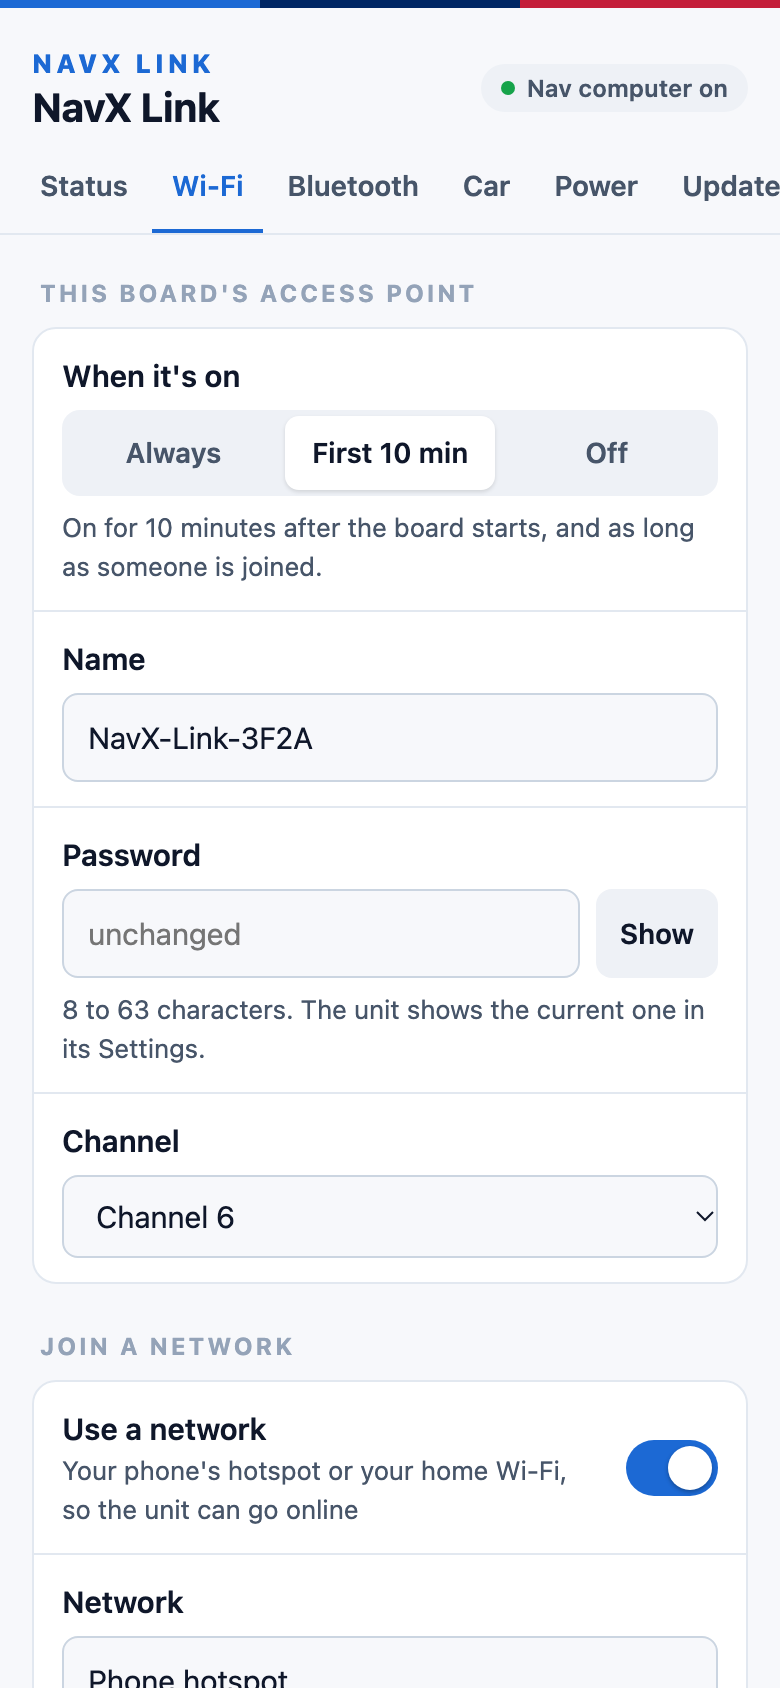 NAVX LINK
NavX Link
Nav computer on
Status Wi-Fi Bluetooth Car Power Update
THIS BOARD'S ACCESS POINT
When it's on
Always First 10 min Off
On for 10 minutes after the board starts, and as long
as someone is joined.
Name
NavX-Link-3F2A
Password
unchanged Show
8 to 63 characters. The unit shows the current one in
its Settings.
Channel
Channel 6
JOIN A NETWORK
Use a network
Your phone's hotspot or your home Wi-Fi,
so the unit can go online
Network
Phone hotspot